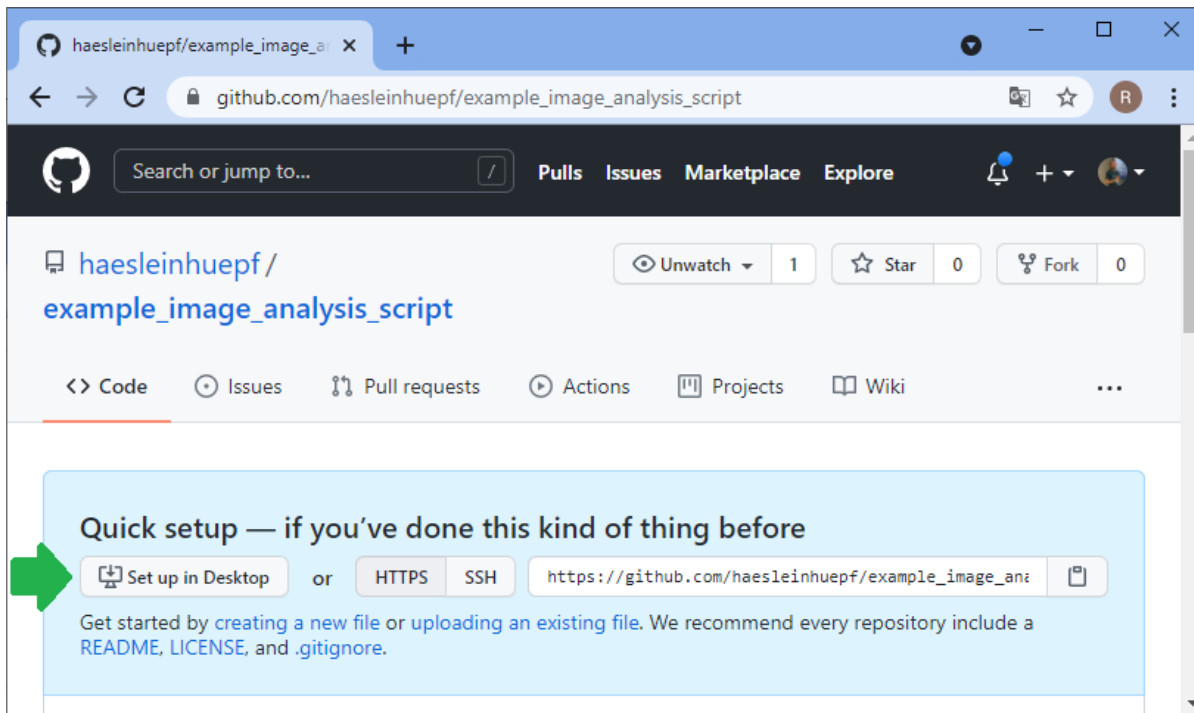 haesleinhuepf/example_image_a
github.com/haesleinhuepf/example_image_analysis_script
R
Search or jump to... /
Pulls Issues Marketplace Explore
haesleinhuepf /
example_image_analysis_script
Unwatch 1 Star 0 Fork 0
<> Code Issues Pull requests Actions Projects Wiki ...
Quick setup — if you've done this kind of thing before
Set up in Desktop or HTTPS SSH https://github.com/haesleinhuepf/example_image_ana
Get started by creating a new file or uploading an existing file. We recommend every repository include a
README, LICENSE, and .gitignore.